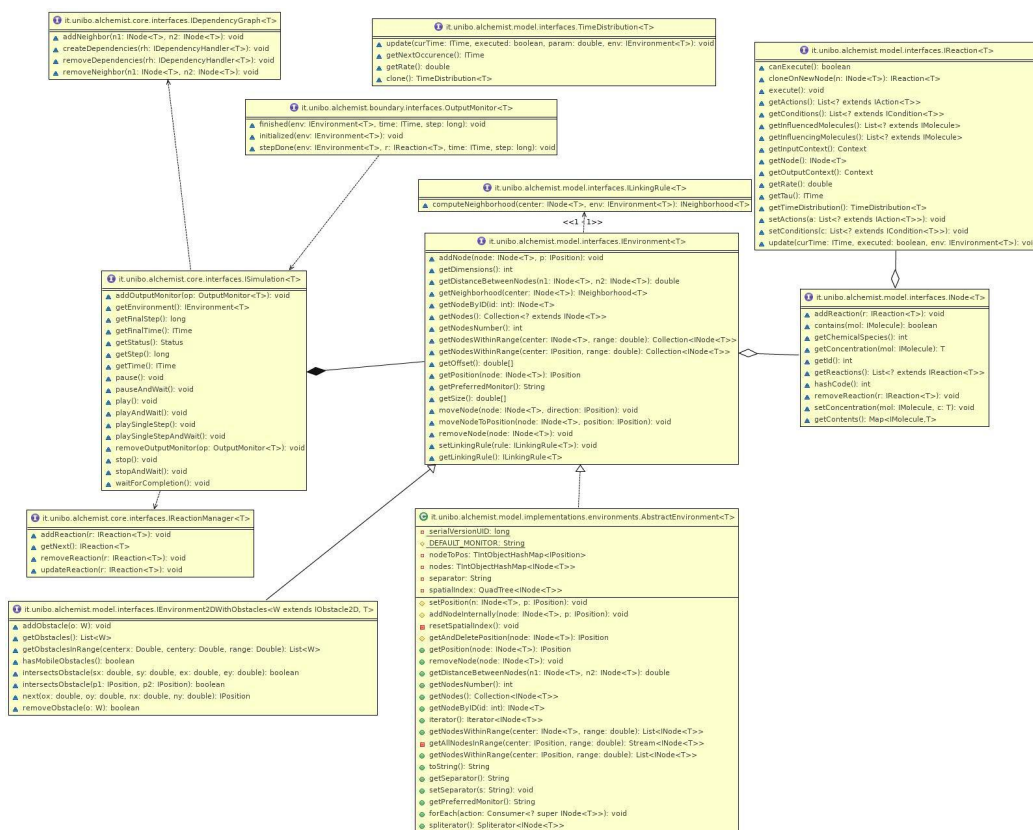 it.unibo.alchemist.core.interfaces.IDependencyGraph<T>
addNeighbor(n1: INode<T>, n2: INode<T>): void
createDependencies(rh: IDependencyHandler<T>): void
removeDependencies(rh: IDependencyHandler<T>): void
removeNeighbor(n1: INode<T>, n2: INode<T>): void
it.unibo.alchemist.model.interfaces.TimeDistribution<T>
update(curTime: ITime, executed: boolean, param: double, env: IEnvironment<T>): void
getNextOccurence(): ITime
getRate(): double
clone(): TimeDistribution<T>
it.unibo.alchemist.model.interfaces.IReaction<T>
canExecute(): boolean
cloneOnNewNode(n: INode<T>): IReaction<T>
execute(): void
getActions(): List<? extends IAction<T>>
getConditions(): List<? extends ICondition<T>>
getInfluencedMolecules(): List<? extends IMolecule>
getInfluencingMolecules(): List<? extends IMolecule>
getInputContext(): Context
getNode(): INode<T>
getOutputContext(): Context
getRate(): double
getTau(): ITime
getTimeDistribution(): TimeDistribution<T>
setActions(a: List<? extends IAction<T>>): void
setConditions(c: List<? extends ICondition<T>>): void
update(curTime: ITime, executed: boolean, env: IEnvironment<T>): void
it.unibo.alchemist.boundary.interfaces.OutputMonitor<T>
finished(env: IEnvironment<T>, time: ITime, step: long): void
initialized(env: IEnvironment<T>): void
stepDone(env: IEnvironment<T>, r: IReaction<T>, time: ITime, step: long): void
it.unibo.alchemist.model.interfaces.ILinkingRule<T>
computeNeighborhood(center: INode<T>, env: IEnvironment<T>): INeighborhood<T>
<<1 - 1>>
it.unibo.alchemist.model.interfaces.IEnvironment<T>
addNode(node: INode<T>, p: IPosition): void
getDimensions(): int
getDistanceBetweenNodes(n1: INode<T>, n2: INode<T>): double
getNeighborhood(center: INode<T>): INeighborhood<T>
getNodeByID(id: int): INode<T>
getNodes(): Collection<? extends INode<T>>
getNodesNumber(): int
getNodesWithinRange(center: INode<T>, range: double): Collection<INode<T>>
getNodesWithinRange(center: IPosition, range: double): Collection<INode<T>>
getOffset(): double[]
getPosition(node: INode<T>): IPosition
getPreferredMonitor(): String
getSize(): double[]
moveNode(node: INode<T>, direction: IPosition): void
moveNodeToPosition(node: INode<T>, position: IPosition): void
removeNode(node: INode<T>): void
setLinkingRule(rule: ILinkingRule<T>): void
getLinkingRule(): ILinkingRule<T>
it.unibo.alchemist.core.interfaces.ISimulation<T>
addOutputMonitor(op: OutputMonitor<T>): void
getEnvironment(): IEnvironment<T>
getFinalStep(): long
getFinalTime(): ITime
getStatus(): Status
getStep(): long
getTime(): ITime
pause(): void
pauseAndWait(): void
play(): void
playAndWait(): void
playSingleStep(): void
playSingleStepAndWait(): void
removeOutputMonitor(op: OutputMonitor<T>): void
stop(): void
stopAndWait(): void
waitForCompletion(): void
it.unibo.alchemist.model.interfaces.INode<T>
addReaction(r: IReaction<T>): void
contains(mol: IMolecule): boolean
getChemicalSpecies(): int
getConcentration(mol: IMolecule): T
getId(): int
getReactions(): List<? extends IReaction<T>>
hashCode(): int
removeReaction(r: IReaction<T>): void
setConcentration(mol: IMolecule, c: T): void
getContents(): Map<IMolecule,T>
it.unibo.alchemist.core.interfaces.IReactionManager<T>
addReaction(r: IReaction<T>): void
getNext(): IReaction<T>
removeReaction(r: IReaction<T>): void
updateReaction(r: IReaction<T>): void
it.unibo.alchemist.model.interfaces.IEnvironment2DWithObstacles<W extends IObstacle2D, T>
addObstacle(o: W): void
getObstacles(): List<W>
getObstaclesInRange(centerx: Double, centery: Double, range: Double): List<W>
hasMobileObstacles(): boolean
intersectsObstacle(sx: double, sy: double, ex: double, ey: double): boolean
intersectsObstacle(p1: IPosition, p2: IPosition): boolean
next(ox: double, oy: double, nx: double, ny: double): IPosition
removeObstacle(o: W): boolean
it.unibo.alchemist.model.implementations.environments.AbstractEnvironment<T>
serialVersionUID: long
DEFAULT_MONITOR: String
nodeToPos: TIntObjectHashMap<IPosition>
nodes: TIntObjectHashMap<INode<T>>
separator: String
spatialIndex: QuadTree<INode<T>>
setPosition(n: INode<T>, p: IPosition): void
addNodeInternally(node: INode<T>, p: IPosition): void
resetSpatialIndex(): void
getAndDeletePosition(node: INode<T>): IPosition
getPosition(node: INode<T>): IPosition
removeNode(node: INode<T>): void
getDistanceBetweenNodes(n1: INode<T>, n2: INode<T>): double
getNodesNumber(): int
getNodes(): Collection<INode<T>>
getNodeByID(id: int): INode<T>
iterator(): Iterator<INode<T>>
getNodesWithinRange(center: INode<T>, range: double): List<INode<T>>
getAllNodesInRange(center: IPosition, range: double): Stream<INode<T>>
getNodesWithinRange(center: IPosition, range: double): List<INode<T>>
toString(): String
getSeparator(): String
setSeparator(s: String): void
getPreferredMonitor(): String
forEach(action: Consumer<? super INode<T>>): void
spliterator(): Spliterator<INode<T>>